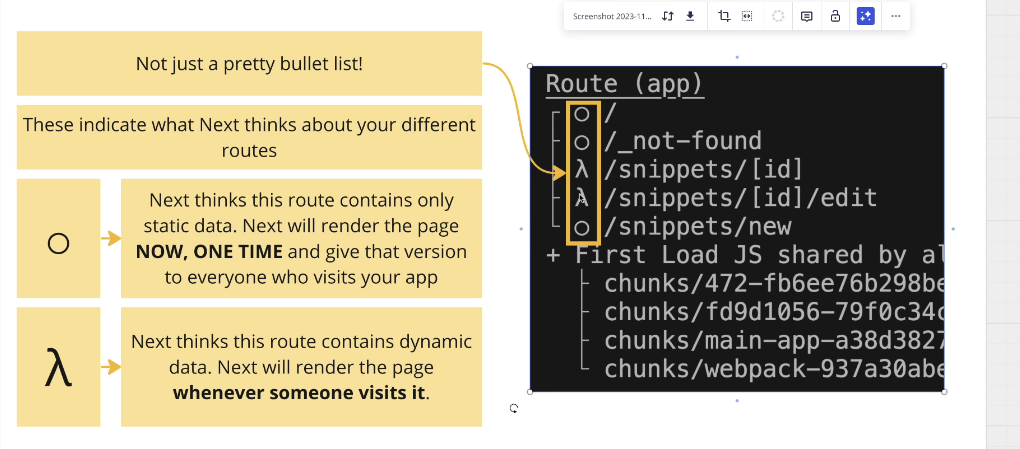 Screenshot 2023-11...
Not just a pretty bullet list!
These indicate what Next thinks about your different
routes
○
Next thinks this route contains only
static data. Next will render the page
NOW, ONE TIME and give that version
to everyone who visits your app
λ
Next thinks this route contains dynamic
data. Next will render the page
whenever someone visits it.
Route (app)
┌ ○ /
├ ○ /_not-found
├ λ /snippets/[id]
├ λ /snippets/[id]/edit
└ ○ /snippets/new
+ First Load JS shared by al
├ chunks/472-fb6ee76b298be
├ chunks/fd9d1056-79f0c34c
├ chunks/main-app-a38d3827
└ chunks/webpack-937a30abe